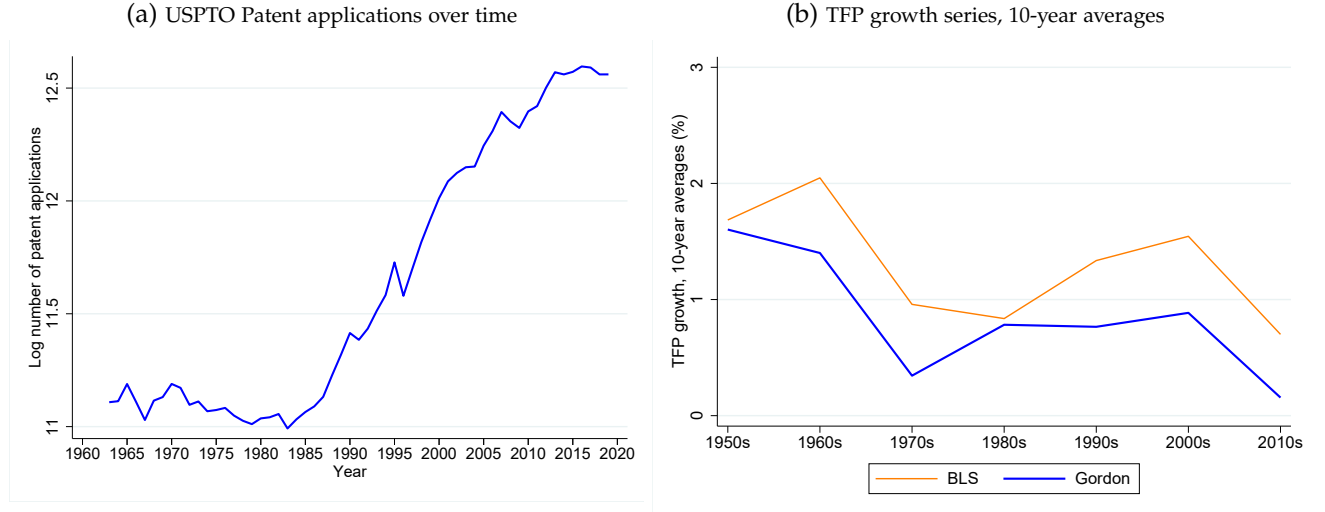 (a) USPTO Patent applications over time
Log number of patent applications
12.5
12
11.5
11
1960 1965 1970 1975 1980 1985 1990 1995 2000 2005 2010 2015 2020
Year
(b) TFP growth series, 10-year averages
TFP growth, 10-year averages (%)
3
2
1
0
1950s 1960s 1970s 1980s 1990s 2000s 2010s
BLS Gordon